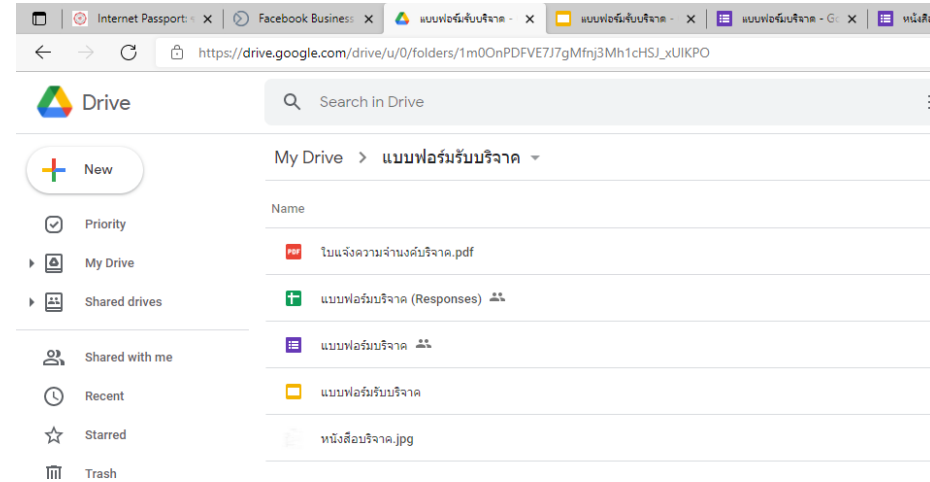 Internet Passport:
Facebook Business
แบบฟอร์มรับบริจาค -
แบบฟอร์มรับบริจาค -
แบบฟอร์มบริจาค - Go
https://drive.google.com/drive/u/0/folders/1m0OnPDFVE7J7gMfnj3Mh1cHSJ_xUIKPO
Drive
Search in Drive
New
My Drive > แบบฟอร์มรับบริจาค
Name
Priority
My Drive
Shared drives
Shared with me
Recent
Starred
Trash
PDF ใบแจ้งความจำนงค์บริจาค.pdf
แบบฟอร์มบริจาค (Responses)
แบบฟอร์มบริจาค
แบบฟอร์มรับบริจาค
หนังสือบริจาค.jpg